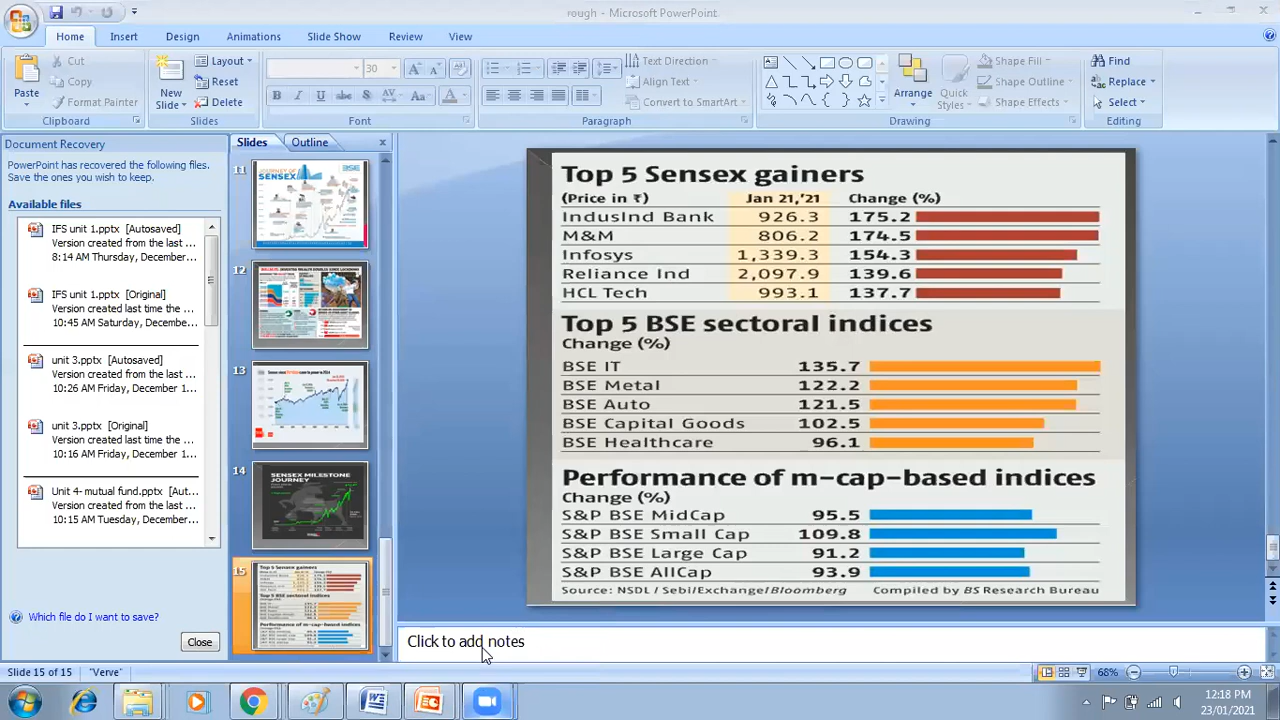 rough - Microsoft PowerPoint
Home Insert Design Animations Slide Show Review View
Paste
Cut
Copy
Format Painter
Clipboard
New Slide
Layout
Reset
Delete
Slides
30
Font
Text Direction
Align Text
Convert to SmartArt
Paragraph
Arrange
Quick Styles
Shape Fill
Shape Outline
Shape Effects
Drawing
Find
Replace
Select
Editing
Document Recovery
PowerPoint has recovered the following files.
Save the ones you wish to keep.
Available files
IFS unit 1.pptx [Autosaved]
Version created from the last ...
8:14 AM Thursday, December...
IFS unit 1.pptx [Original]
Version created last time the ...
Saturday, December...
unit 3.pptx [Autosaved]
Version created from the last ...
Friday, December 1...
unit 3.pptx [Original]
Version created last time the ...
10:16 AM Friday, December 1...
Unit 4- mutual fund.pptx [Aut...
Version created from the last ...
10:15 AM Tuesday, December...
Which file do I want to save?
Close
Slides Outline
11
JOURNEY OF
SENSEX
12
13
14
SENSEX MILESTONE
JOURNEY
15
Top 5 Sensex gainers
(Price in ₹) Jan 21,'21 Change (%)
IndusInd Bank 926.3 175.2
M&M 806.2 174.5
Infosys 1,339.3 154.3
Reliance Ind 2,097.9 139.6
HCL Tech 993.1 137.7
Top 5 BSE sectoral indices
Change (%)
BSE IT 135.7
BSE Metal 122.2
BSE Auto 121.5
BSE Capital Goods 102.5
BSE Healthcare 96.1
Performance of m-cap-based indices
Change (%)
S&P BSE MidCap 95.5
S&P BSE Small Cap 109.8
S&P BSE Large Cap 91.2
S&P BSE AllCap 93.9
Source: NSDL / Sebi/Exchange/Bloomberg Compiled by BS Research Bureau
Click to add notes
Slide 15 of 15 "Verve" 68%
12:18 PM
23/01/2021